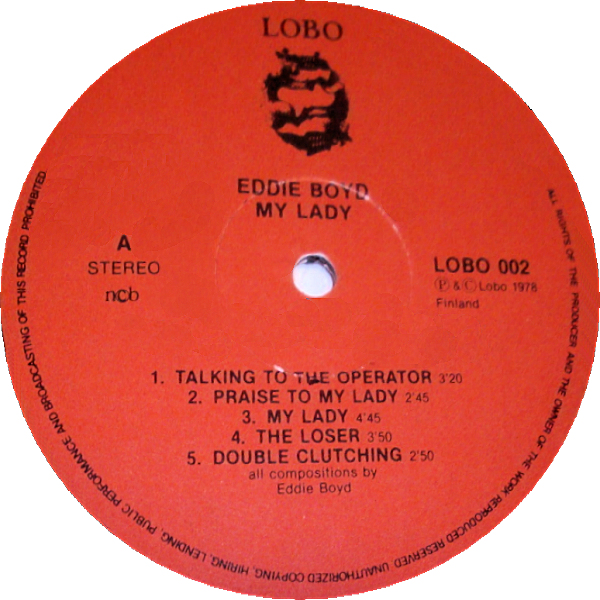 LOBO
EDDIE BOYD
MY LADY
A
STEREO
ncb
LOBO 002
Ⓟ & Ⓒ Lobo 1978
Finland
1. TALKING TO THE OPERATOR 3'20
2. PRAISE TO MY LADY 2'45
3. MY LADY 4'45
4. THE LOSER 3'50
5. DOUBLE CLUTCHING 2'50
all compositions by
Eddie Boyd
ALL RIGHTS OF THE PRODUCER AND THE OWNER OF THE WORK REPRODUCED RESERVED. UNAUTHORIZED COPYING, HIRING, LENDING, PUBLIC PERFORMANCE AND BROADCASTING OF THIS RECORD PROHIBITED.